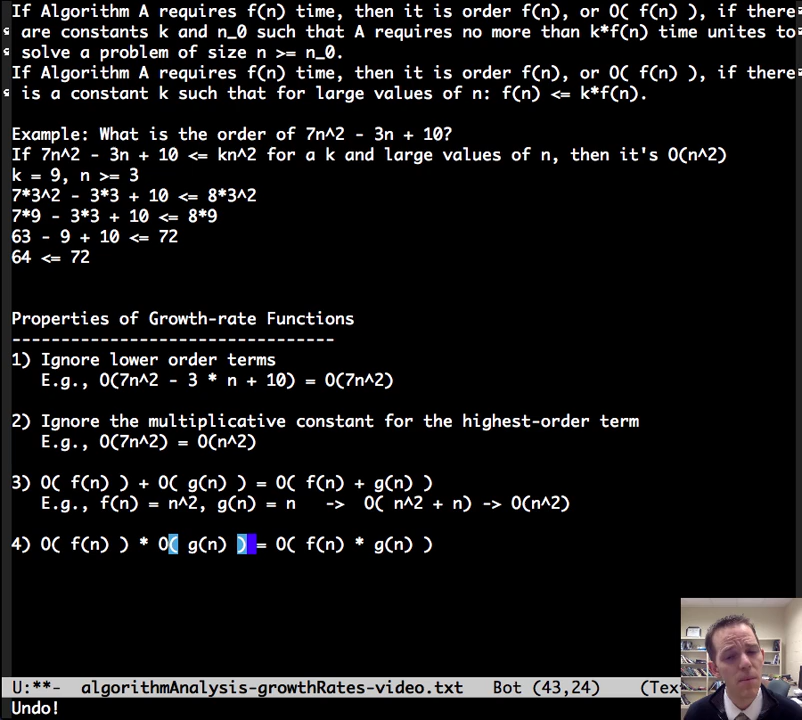 If Algorithm A requires f(n) time, then it is order f(n), or O( f(n) ), if there
are constants k and n_0 such that A requires no more than k*f(n) time unites to
solve a problem of size n >= n_0.
If Algorithm A requires f(n) time, then it is order f(n), or O( f(n) ), if there
is a constant k such that for large values of n: f(n) <= k*f(n).
Example: What is the order of 7n^2 - 3n + 10?
If 7n^2 - 3n + 10 <= kn^2 for a k and large values of n, then it's O(n^2)
k = 9, n >= 3
7*3^2 - 3*3 + 10 <= 8*3^2
7*9 - 3*3 + 10 <= 8*9
63 - 9 + 10 <= 72
64 <= 72
Properties of Growth-rate Functions
---------------------------------
1) Ignore lower order terms
E.g., O(7n^2 - 3 * n + 10) = O(7n^2)
2) Ignore the multiplicative constant for the highest-order term
E.g., O(7n^2) = O(n^2)
3) O( f(n) ) + O( g(n) ) = O( f(n) + g(n) )
E.g., f(n) = n^2, g(n) = n -> O( n^2 + n) -> O(n^2)
4) O( f(n) ) * O( g(n) ) = O( f(n) * g(n) )
U:**- algorithmAnalysis-growthRates-video.txt Bot (43,24) (Tex
Undo!